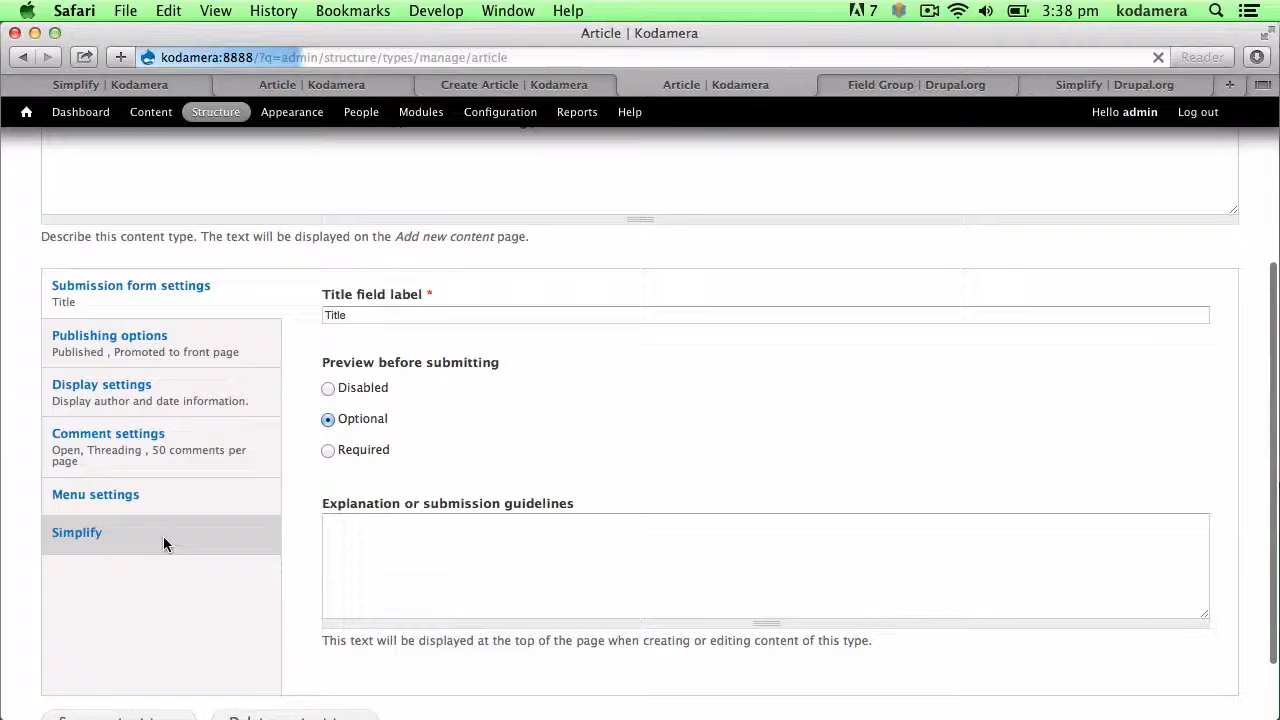 Safari File Edit View History Bookmarks Develop Window Help 7 3:38 pm kodamera
Article | Kodamera
kodamera:8888/?q=admin/structure/types/manage/article Reader
Simplify | Kodamera Article | Kodamera Create Article | Kodamera Article | Kodamera Field Group | Drupal.org Simplify | Drupal.org
Dashboard Content Structure Appearance People Modules Configuration Reports Help Hello admin Log out
Describe this content type. The text will be displayed on the Add new content page.
Submission form settings
Title
Publishing options
Published , Promoted to front page
Display settings
Display author and date information.
Comment settings
Open, Threading , 50 comments per
page
Menu settings
Simplify
Title field label *
Title
Preview before submitting
Disabled
Optional
Required
Explanation or submission guidelines
This text will be displayed at the top of the page when creating or editing content of this type.